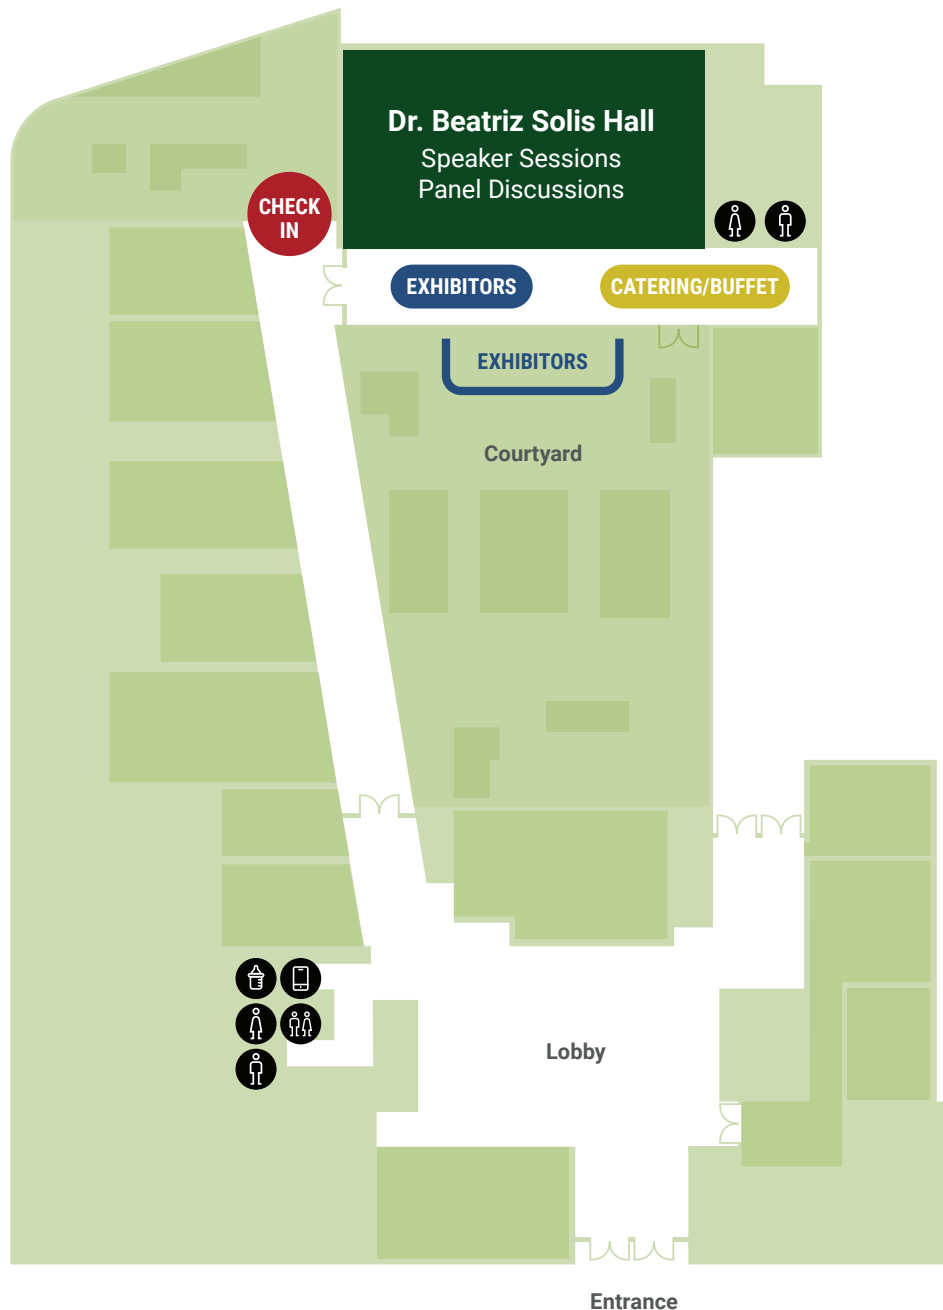 Dr. Beatriz Solis Hall
Speaker Sessions
Panel Discussions
CHECK
IN
EXHIBITORS
CATERING/BUFFET
EXHIBITORS
Courtyard
Lobby
Entrance